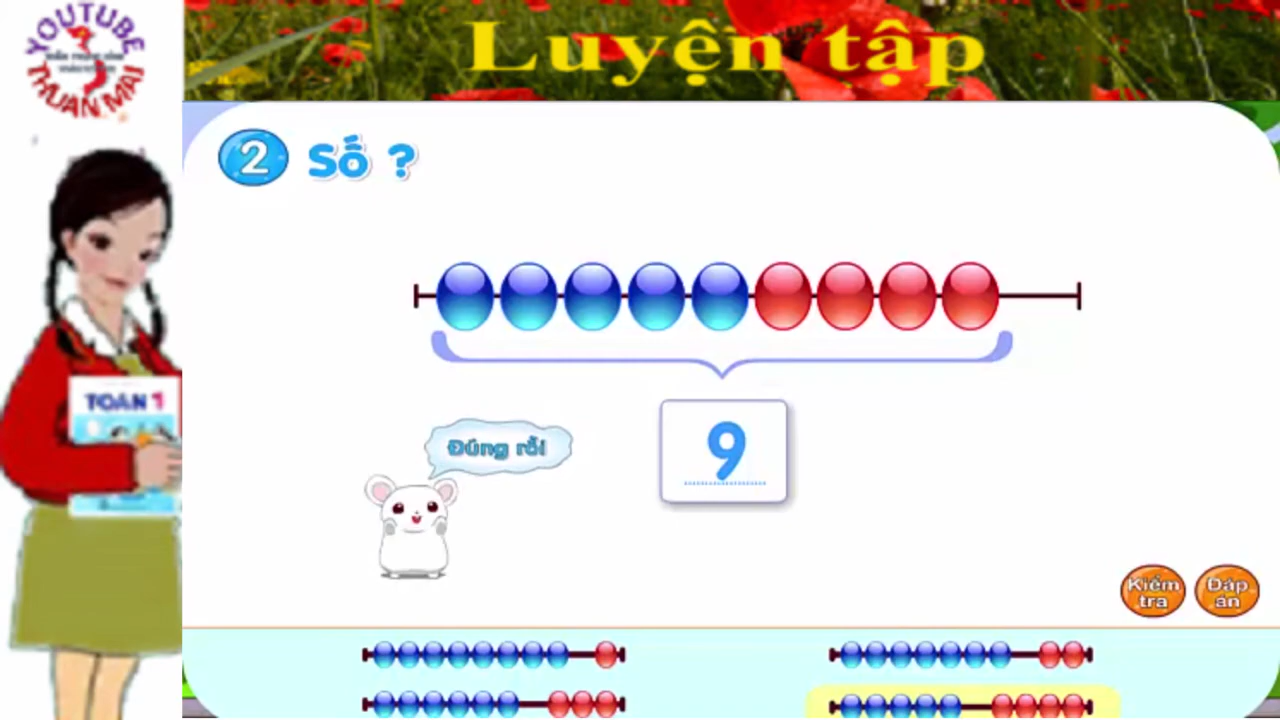 YOUTUBE
THUAN MAI
Luyện tập
2 Số ?
TOÁN 1
Đúng rồi
9
Kiểm tra
Đáp án